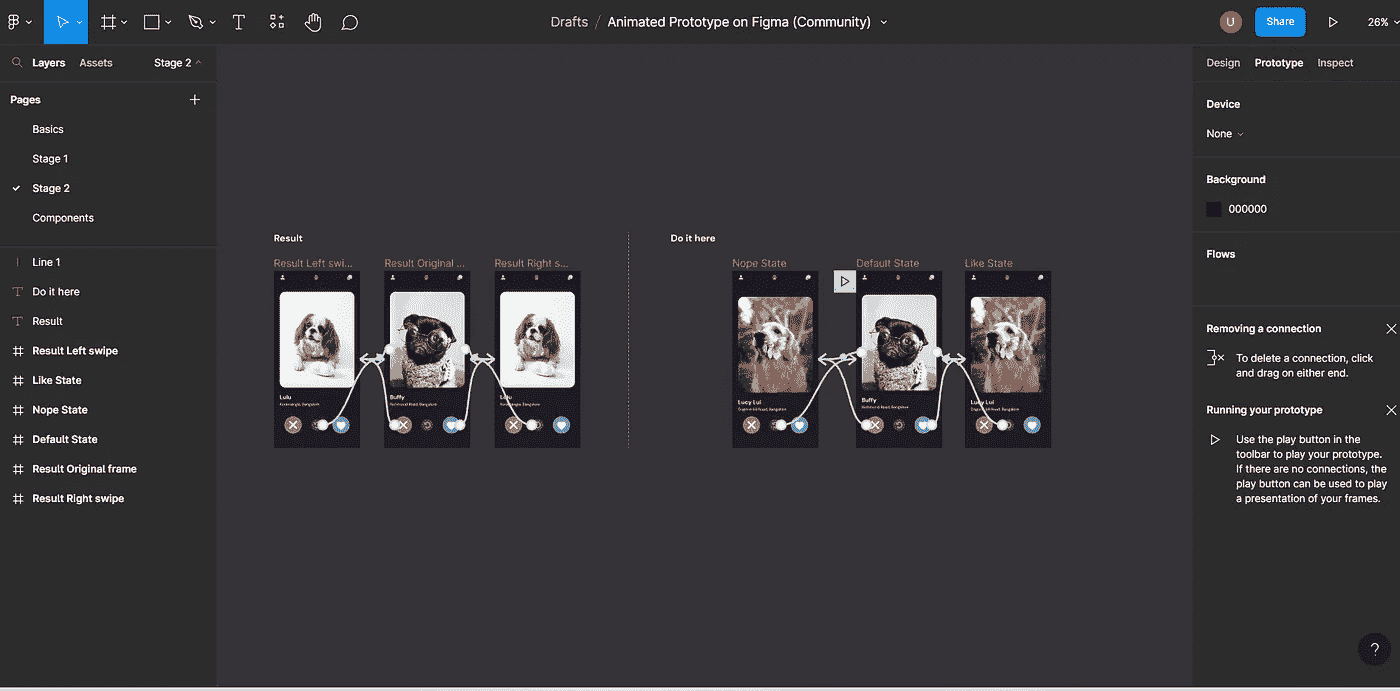 Drafts / Animated Prototype on Figma (Community)
U
Share
26%
Layers
Assets
Stage 2
Pages
Basics
Stage 1
Stage 2
Components
Line 1
Do it here
Result
Result Left swipe
Like State
Nope State
Default State
Result Original frame
Result Right swipe
Result
Result Left swi...
Result Original ...
Result Right s...
Lulu
Buffy
Do it here
Nope State
Default State
Like State
Lucy Lui
Buffy
Lucy Lui
Design
Prototype
Inspect
Device
None
Background
000000
Flows
Removing a connection
To delete a connection, click
and drag on either end.
Running your prototype
Use the play button in the
toolbar to play your prototype.
If there are no connections, the
play button can be used to play
a presentation of your frames.
?